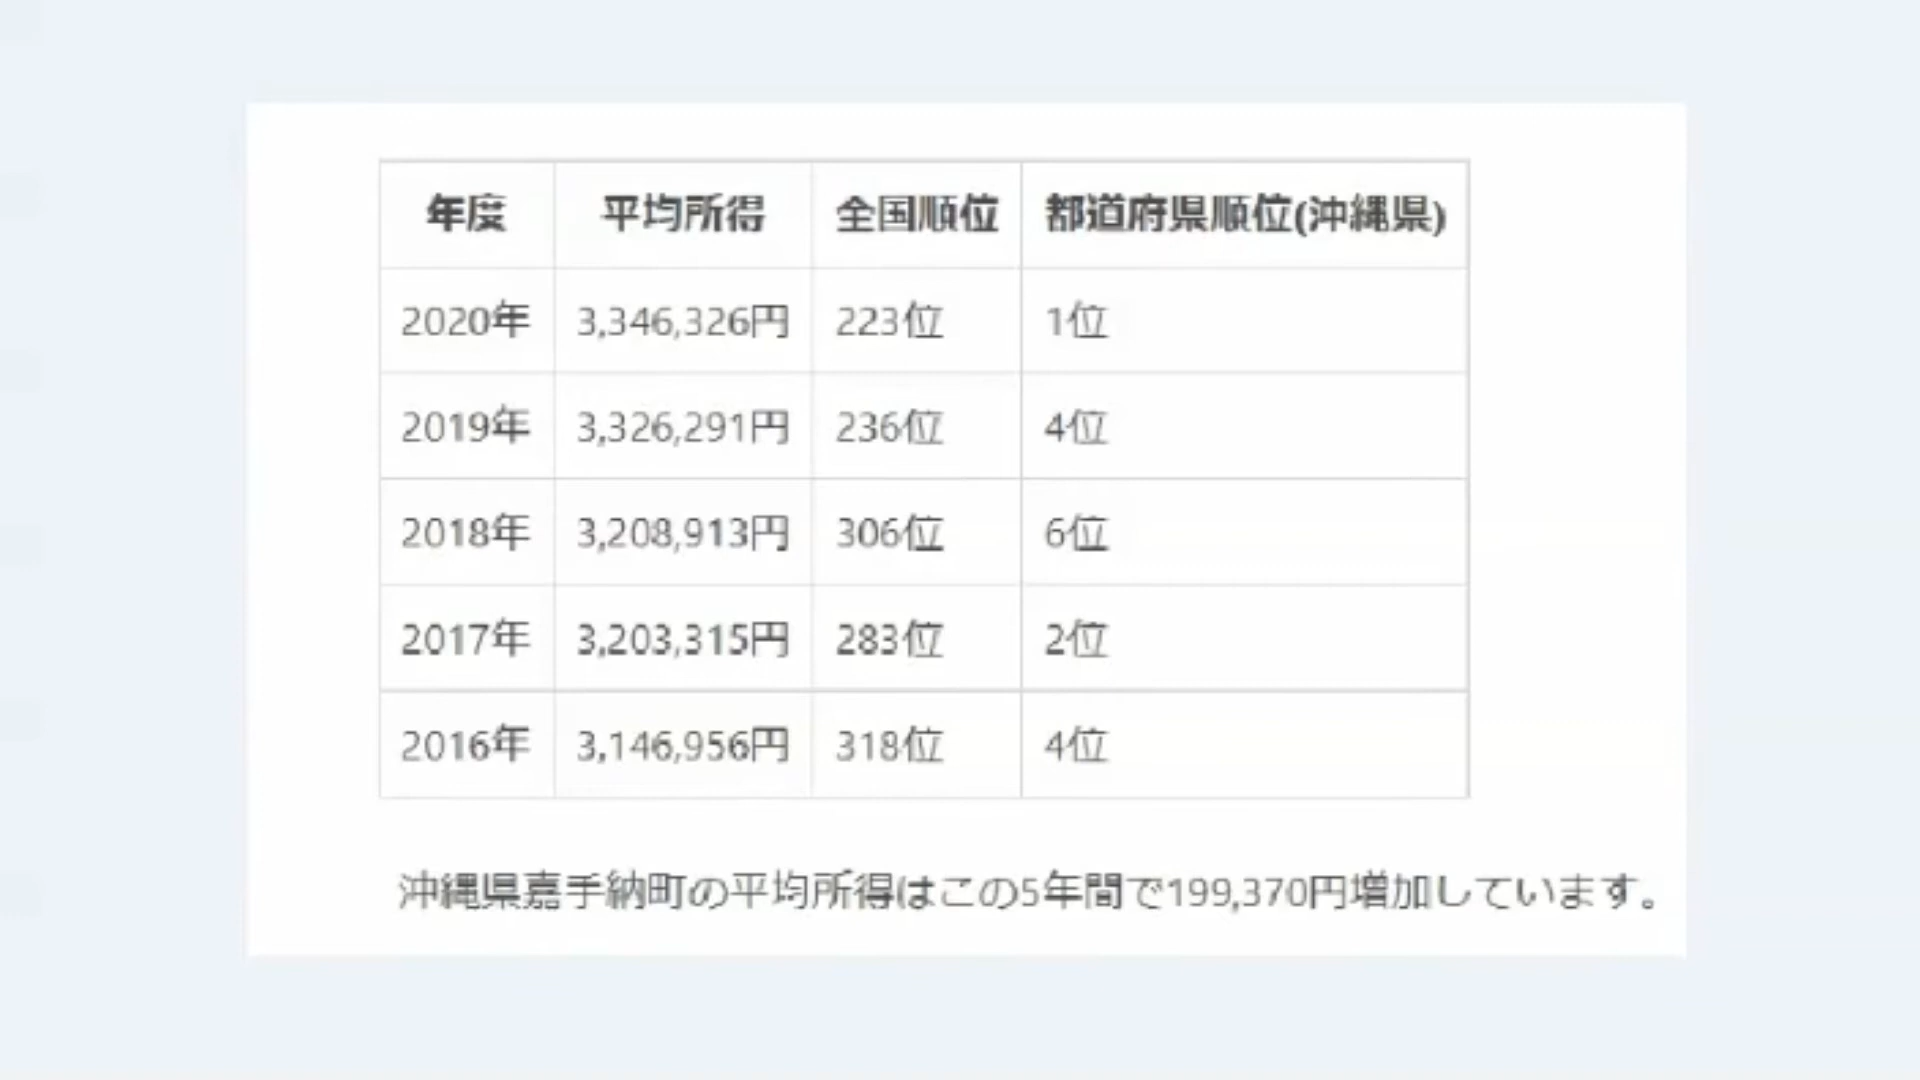 年度 平均所得 全国順位 都道府県順位(沖縄県)
2020年 3,346,326円 223位 1位
2019年 3,326,291円 236位 4位
2018年 3,208,913円 306位 6位
2017年 3,203,315円 283位 2位
2016年 3,146,956円 318位 4位
沖縄県嘉手納町の平均所得はこの5年間で199,370円増加しています。